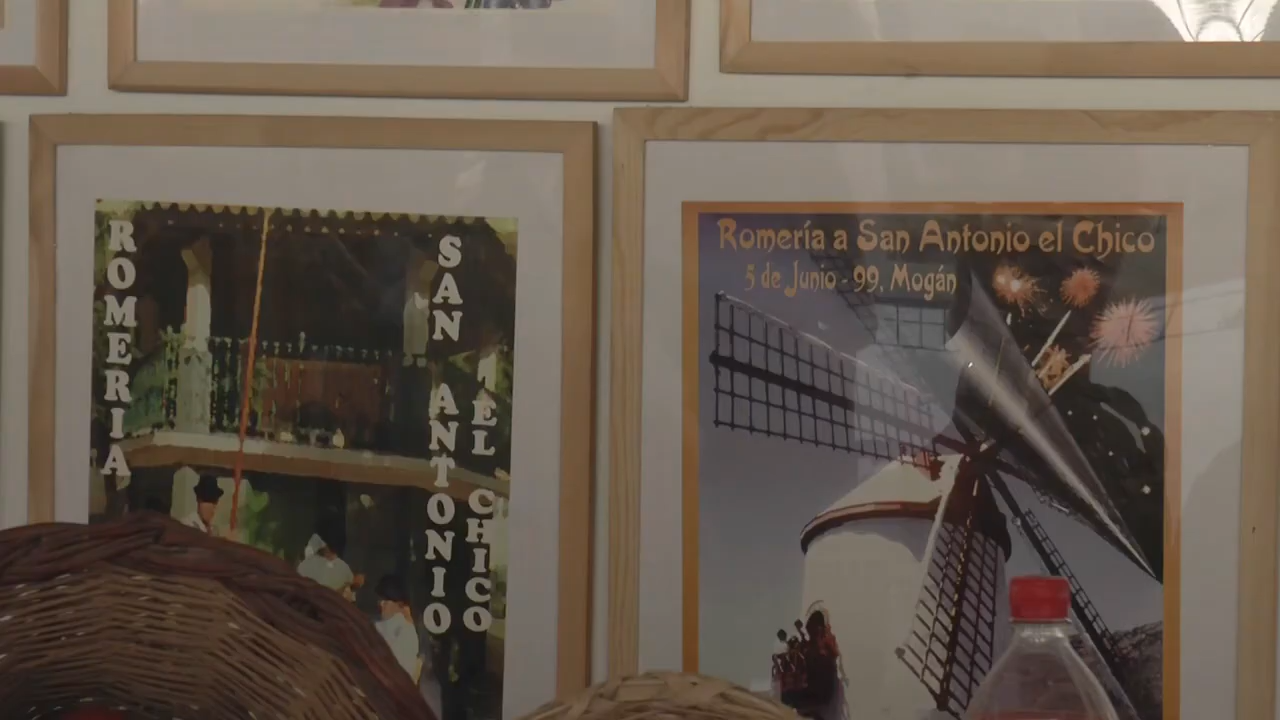 ROMERIA
SAN ANTONIO
EL CHICO
Romería a San Antonio el Chico
5 de Junio - 99, Mogán